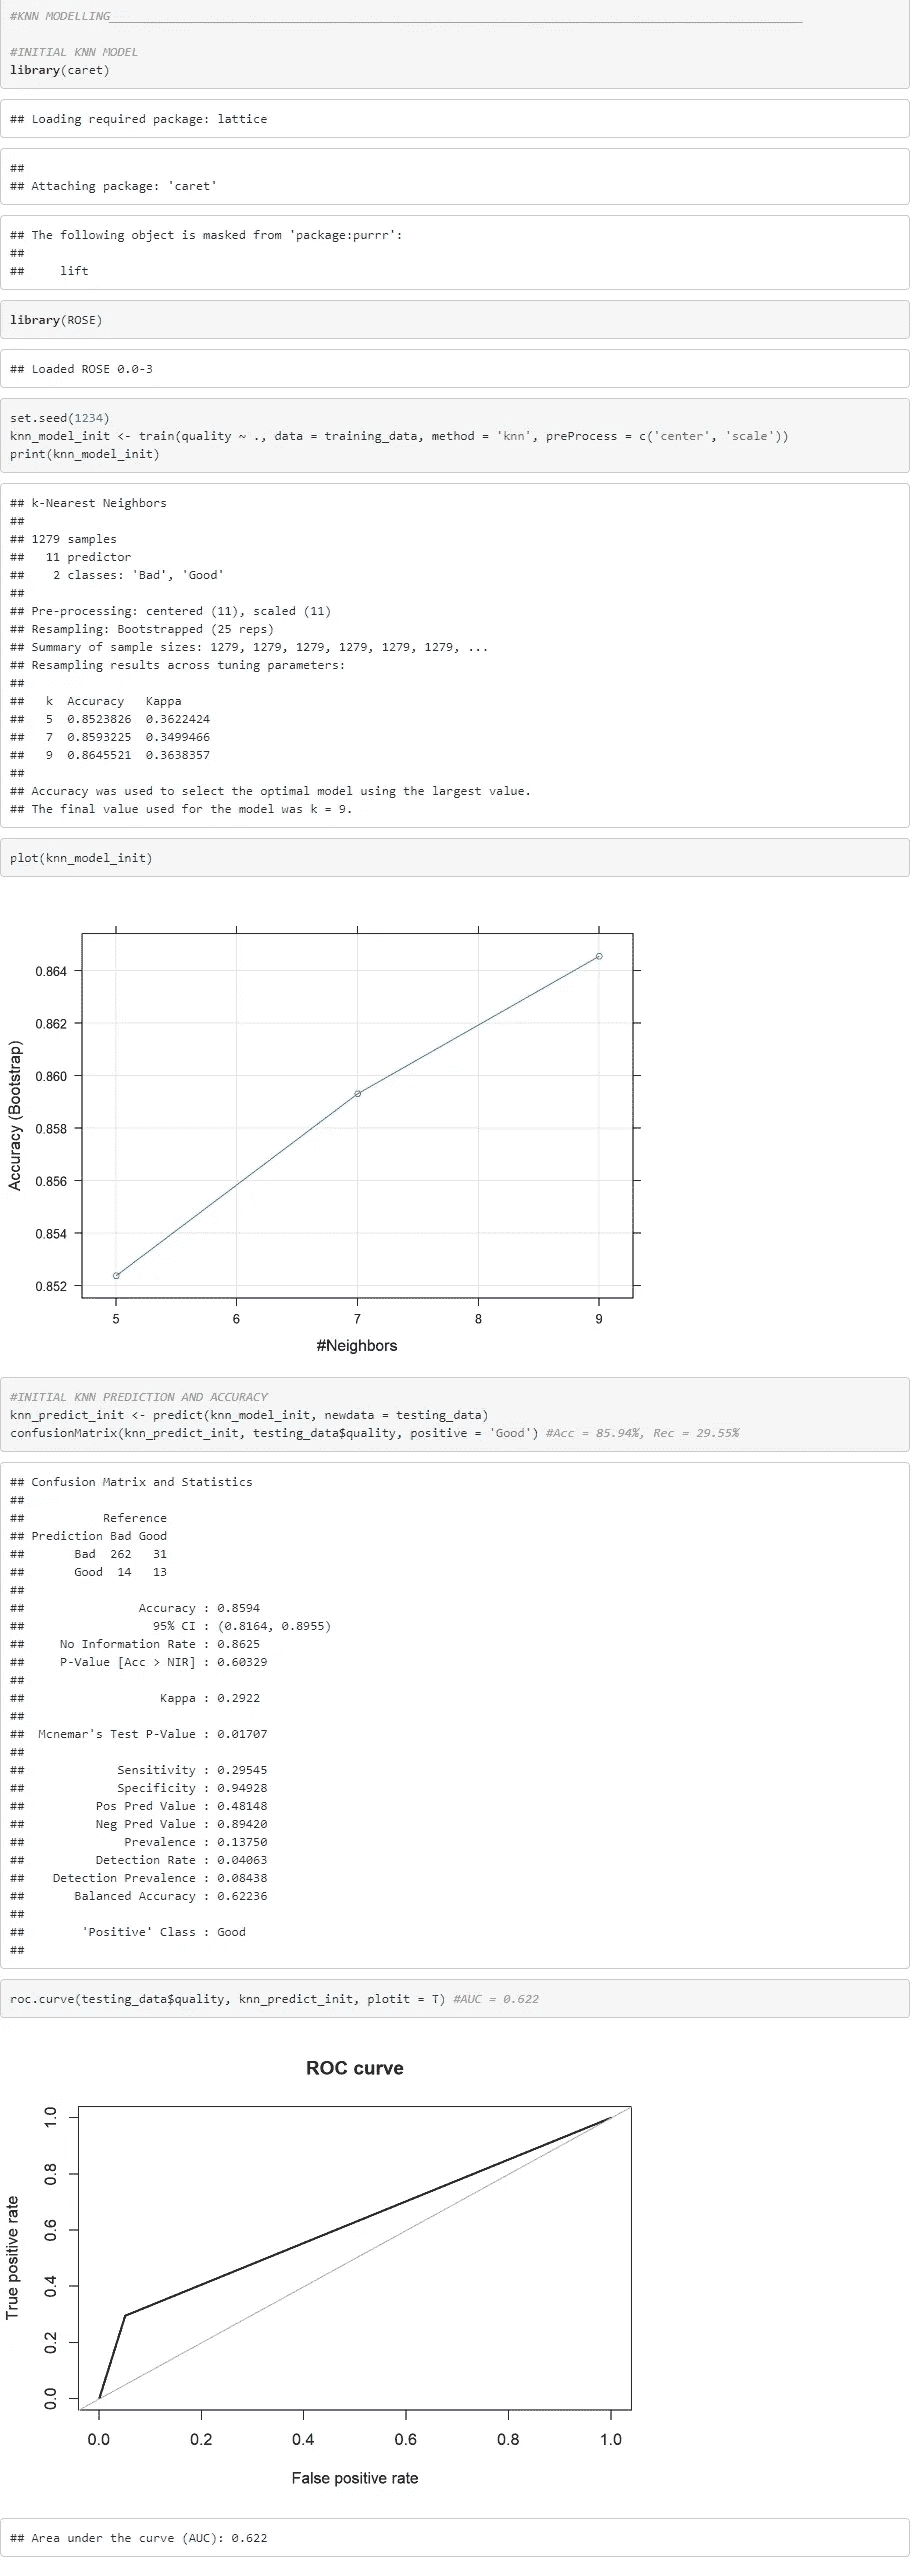 #KNN MODELLING_________________________________________________________________________________________________
#INITIAL KNN MODEL
library(caret)
## Loading required package: lattice
##
## Attaching package: 'caret'
## The following object is masked from 'package:purrr':
##
##     lift
library(ROSE)
## Loaded ROSE 0.0-3
set.seed(1234)
knn_model_init <- train(quality ~ ., data = training_data, method = 'knn', preProcess = c('center', 'scale'))
print(knn_model_init)
## k-Nearest Neighbors
##
## 1279 samples
##   11 predictor
##    2 classes: 'Bad', 'Good'
##
## Pre-processing: centered (11), scaled (11)
## Resampling: Bootstrapped (25 reps)
## Summary of sample sizes: 1279, 1279, 1279, 1279, 1279, 1279, ...
## Resampling results across tuning parameters:
##
##   k  Accuracy   Kappa
##   5  0.8523826  0.3622424
##   7  0.8593225  0.3499466
##   9  0.8645521  0.3638357
##
## Accuracy was used to select the optimal model using the largest value.
## The final value used for the model was k = 9.
plot(knn_model_init)
0.864
0.862
0.860
0.858
0.856
0.854
0.852
Accuracy (Bootstrap)
5 6 7 8 9
#Neighbors
#INITIAL KNN PREDICTION AND ACCURACY
knn_predict_init <- predict(knn_model_init, newdata = testing_data)
confusionMatrix(knn_predict_init, testing_data$quality, positive = 'Good') #Acc = 85.94%, Rec = 29.55%
## Confusion Matrix and Statistics
##
##           Reference
## Prediction Bad Good
##       Bad  262   31
##       Good  14   13
##
##                Accuracy : 0.8594
##                  95% CI : (0.8164, 0.8955)
##     No Information Rate : 0.8625
##     P-Value [Acc > NIR] : 0.60329
##
##                   Kappa : 0.2922
##
##  Mcnemar's Test P-Value : 0.01707
##
##             Sensitivity : 0.29545
##             Specificity : 0.94928
##          Pos Pred Value : 0.48148
##          Neg Pred Value : 0.89420
##              Prevalence : 0.13750
##          Detection Rate : 0.04063
##    Detection Prevalence : 0.08438
##       Balanced Accuracy : 0.62236
##
##        'Positive' Class : Good
##
roc.curve(testing_data$quality, knn_predict_init, plotit = T) #AUC = 0.622
ROC curve
1.0
0.8
0.6
0.4
0.2
0.0
True positive rate
0.0 0.2 0.4 0.6 0.8 1.0
False positive rate
## Area under the curve (AUC): 0.622